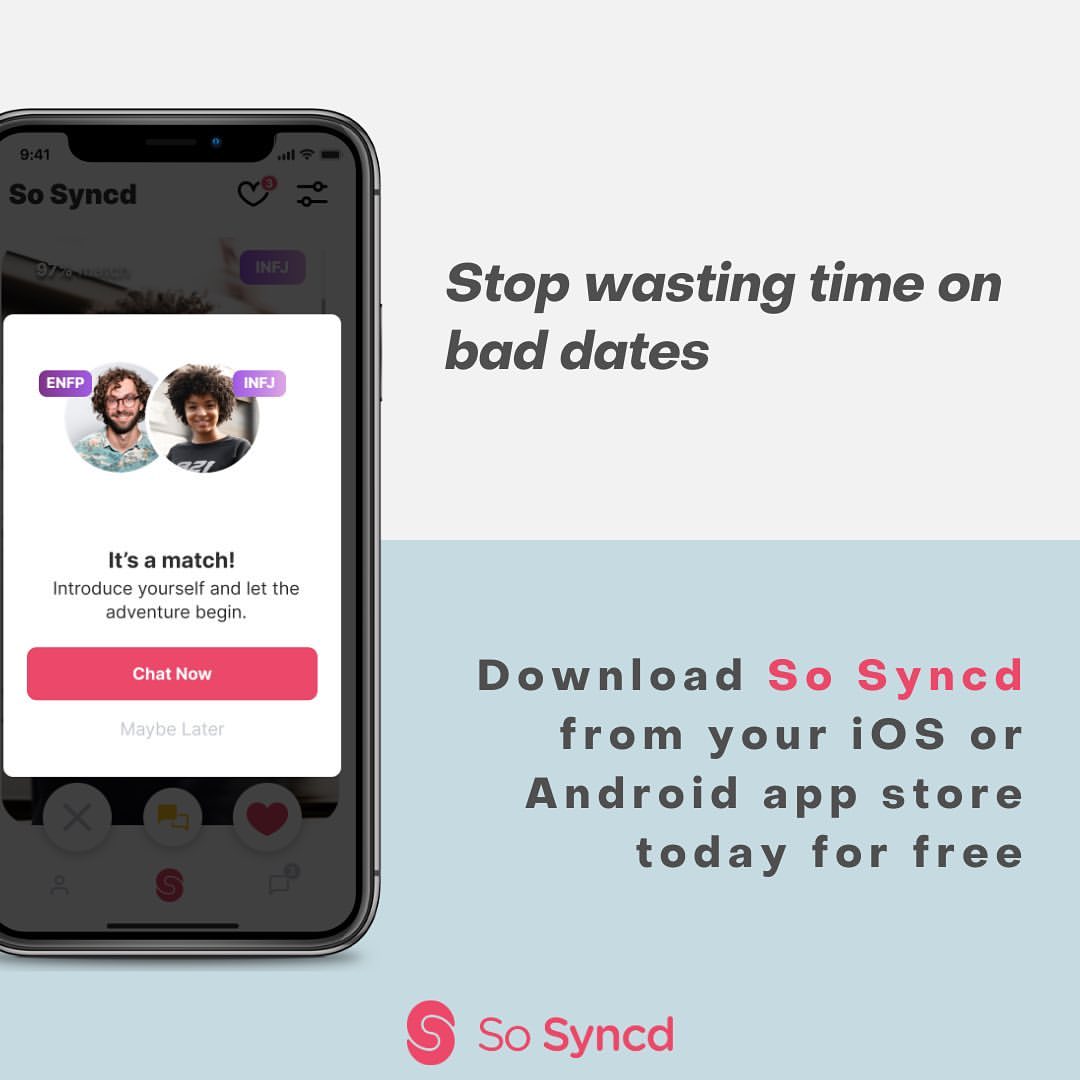 9:41
So Syncd
3
97% match
INFJ
ENFP
INFJ
It's a match!
Introduce yourself and let the
adventure begin.
Chat Now
Maybe Later
3
Stop wasting time on
bad dates
Download So Syncd
from your iOS or
Android app store
today for free
So Syncd